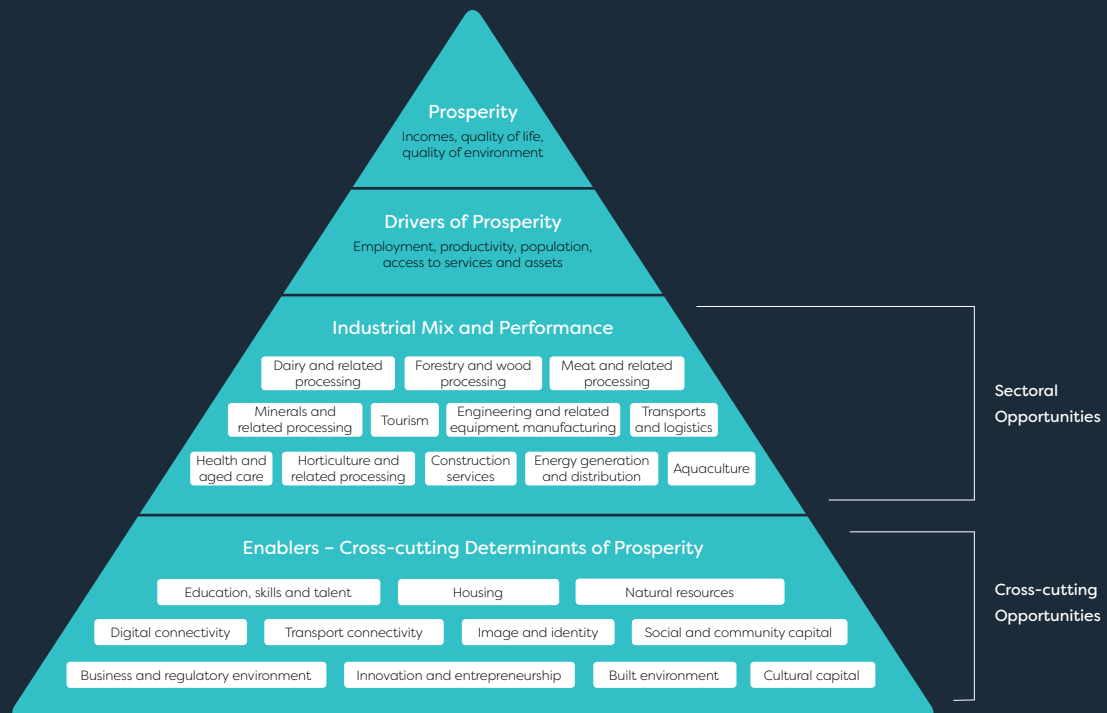 Prosperity
Incomes, quality of life,
quality of environment
Drivers of Prosperity
Employment, productivity, population,
access to services and assets
Industrial Mix and Performance
Dairy and related
processing
Forestry and wood
processing
Meat and related
processing
Minerals and
related processing
Tourism
Engineering and related
equipment manufacturing
Transports
and logistics
Health and
aged care
Horticulture and
related processing
Construction
services
Energy generation
and distribution
Aquaculture
Sectoral
Opportunities
Enablers – Cross-cutting Determinants of Prosperity
Education, skills and talent
Housing
Natural resources
Digital connectivity
Transport connectivity
Image and identity
Social and community capital
Business and regulatory environment
Innovation and entrepreneurship
Built environment
Cultural capital
Cross-cutting
Opportunities